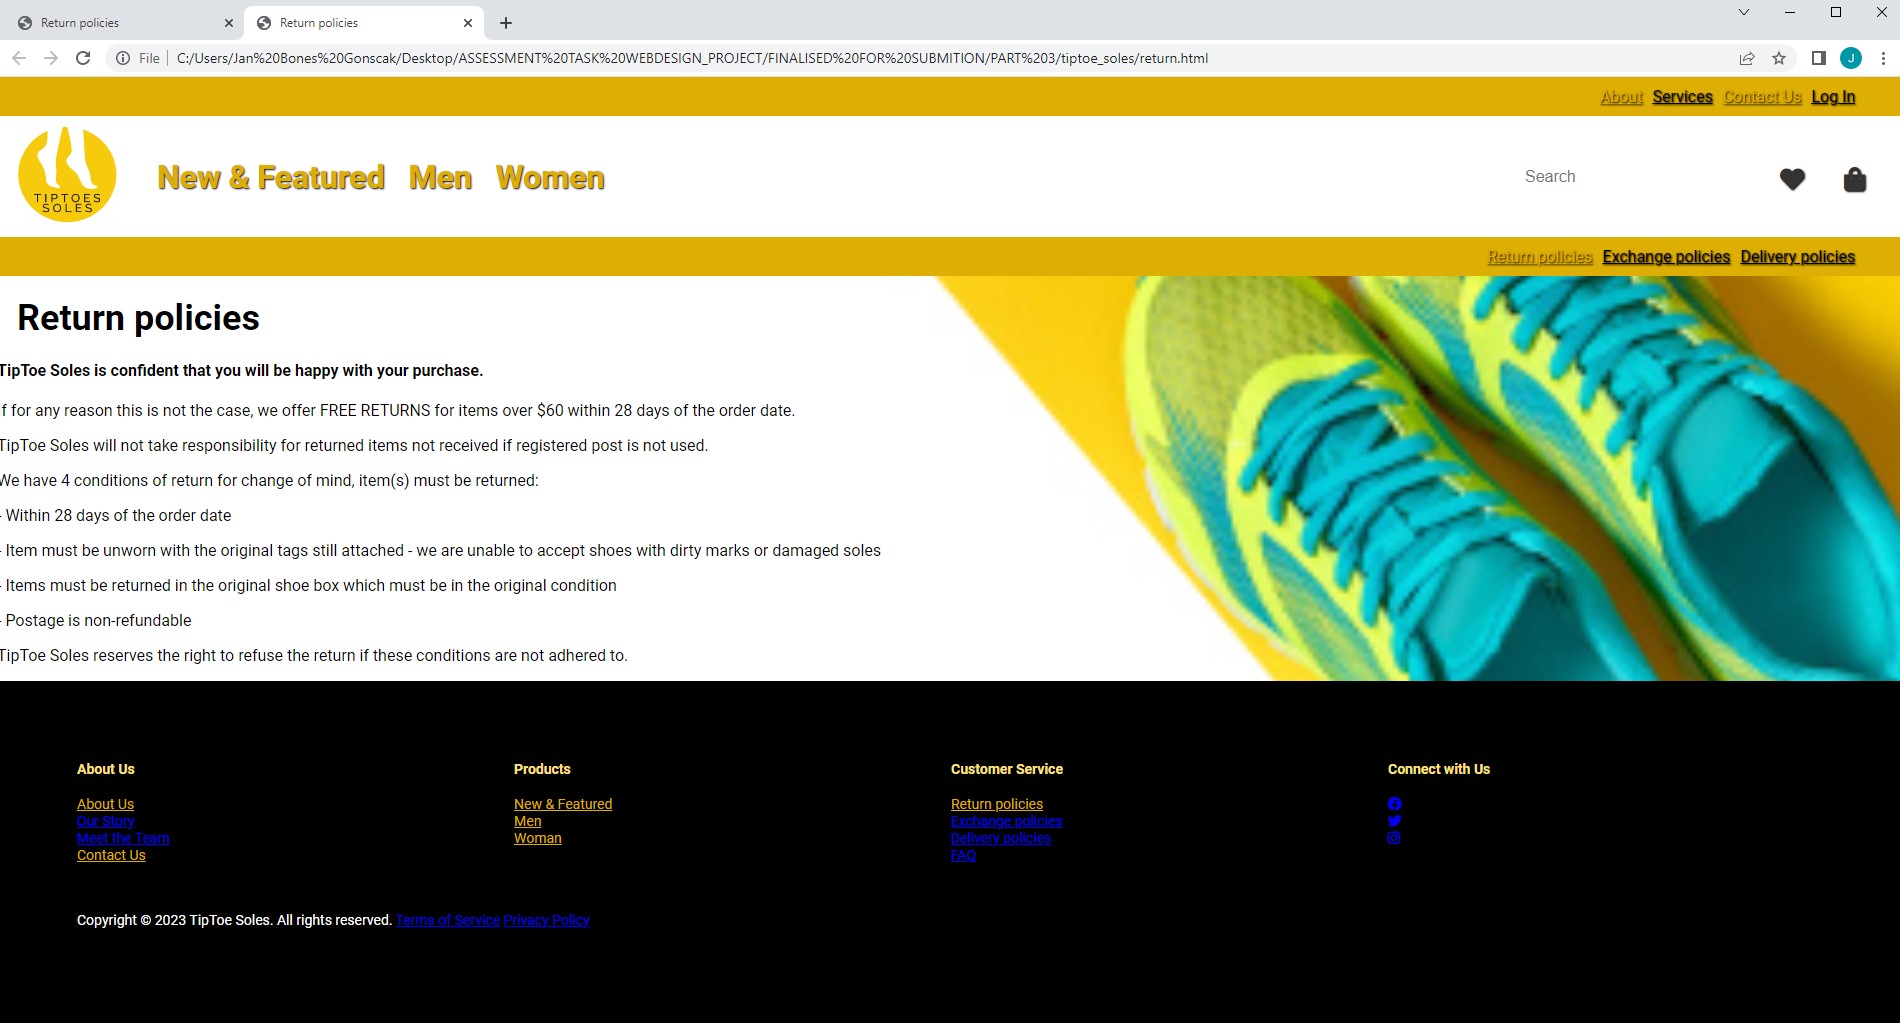 Return policies
Return policies
File C:/Users/Jan%20Bones%20Gonscak/Desktop/ASSESSMENT%20TASK%20WEBDESIGN_PROJECT/FINALISED%20FOR%20SUBMITION/PART%203/tiptoe_soles/return.html
J
About Services Contact Us Log In
TIPTOES
SOLES
New & Featured Men Women
Search
Return policies Exchange policies Delivery policies
Return policies
TipToe Soles is confident that you will be happy with your purchase.
If for any reason this is not the case, we offer FREE RETURNS for items over $60 within 28 days of the order date.
TipToe Soles will not take responsibility for returned items not received if registered post is not used.
We have 4 conditions of return for change of mind, item(s) must be returned:
- Within 28 days of the order date
- Item must be unworn with the original tags still attached - we are unable to accept shoes with dirty marks or damaged soles
- Items must be returned in the original shoe box which must be in the original condition
- Postage is non-refundable
TipToe Soles reserves the right to refuse the return if these conditions are not adhered to.
About Us
About Us
Our Story
Meet the Team
Contact Us
Products
New & Featured
Men
Woman
Customer Service
Return policies
Exchange policies
Delivery policies
FAQ
Connect with Us
Copyright © 2023 TipToe Soles. All rights reserved. Terms of Service Privacy Policy